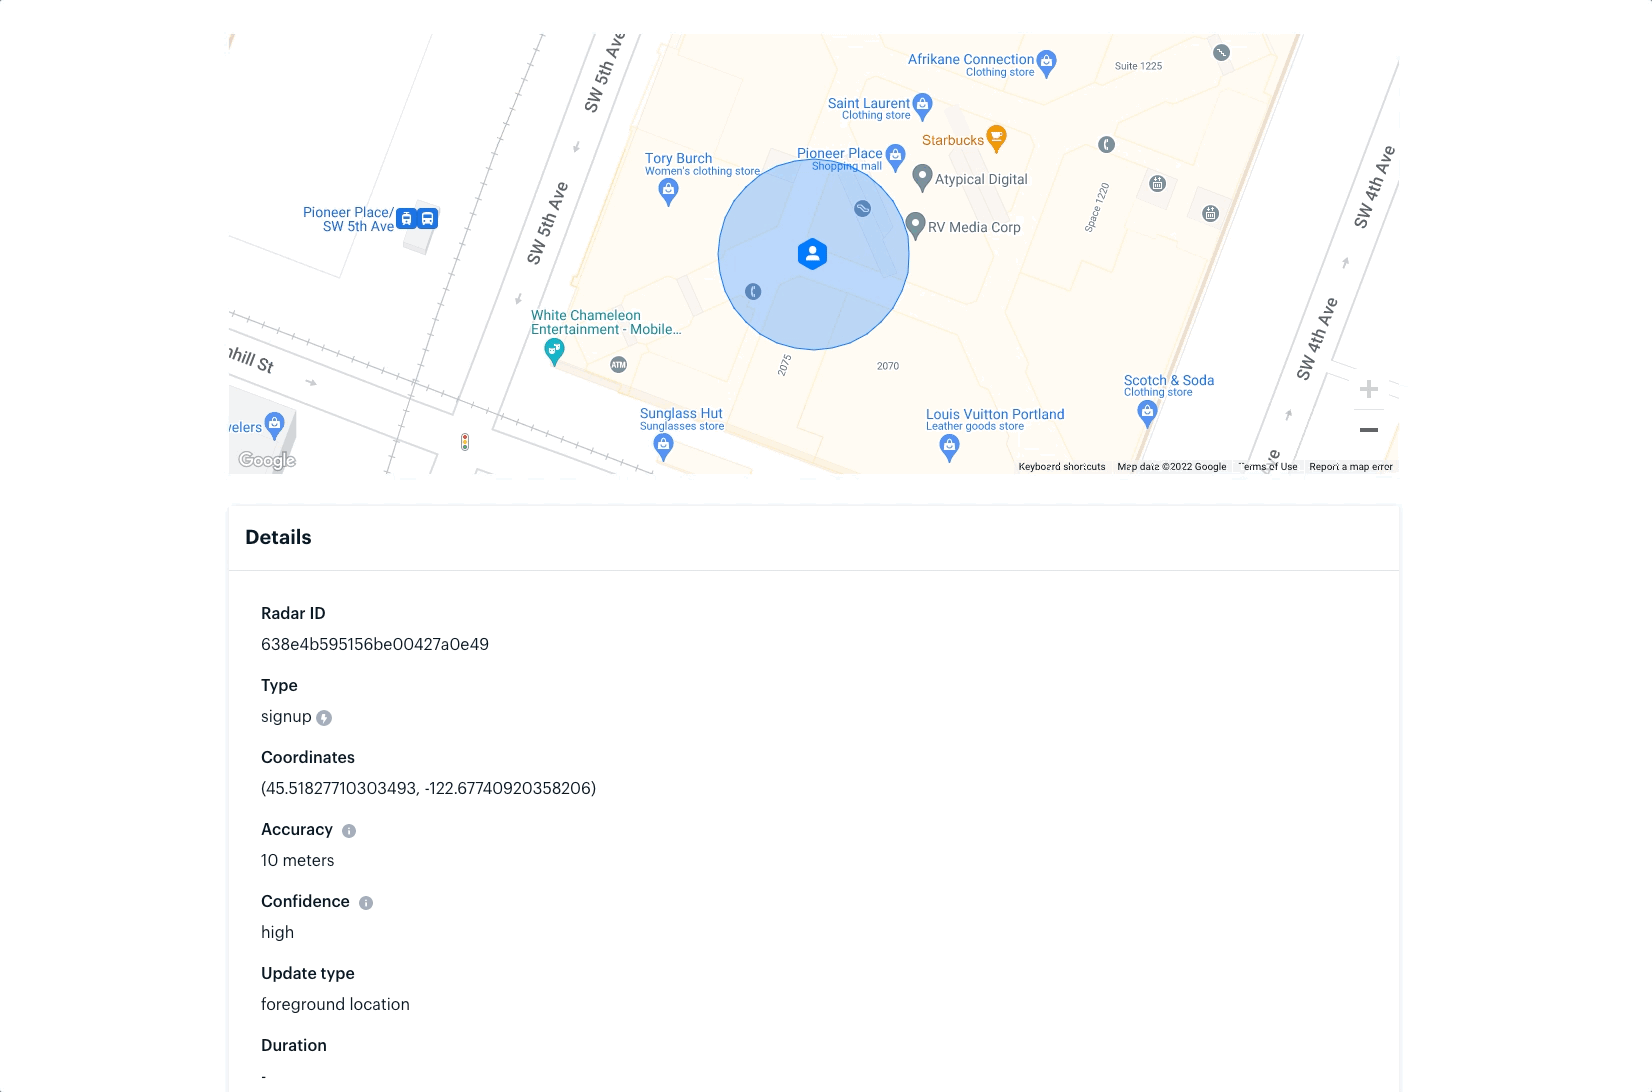 SW 5th Ave
Afrikane Connection
Clothing store
Suite 1225
Saint Laurent
Clothing store
Starbucks
Pioneer Place
Shopping mall
Tory Burch
Women's clothing store
Atypical Digital
SW 4th Ave
SW 5th Ave
Space 1220
Pioneer Place/
SW 5th Ave
RV Media Corp
White Chameleon
Entertainment - Mobile...
SW 4th Ave
nhill St
ATM
2075
2070
Scotch & Soda
Clothing store
Sunglass Hut
Sunglasses store
Louis Vuitton Portland
Leather goods store
velers
Google
Keyboard shortcuts
Map data ©2022 Google
Terms of Use
Report a map error
Details
Radar ID
638e4b595156be00427a0e49
Type
signup
Coordinates
(45.51827710303493, -122.67740920358206)
Accuracy
10 meters
Confidence
high
Update type
foreground location
Duration
-